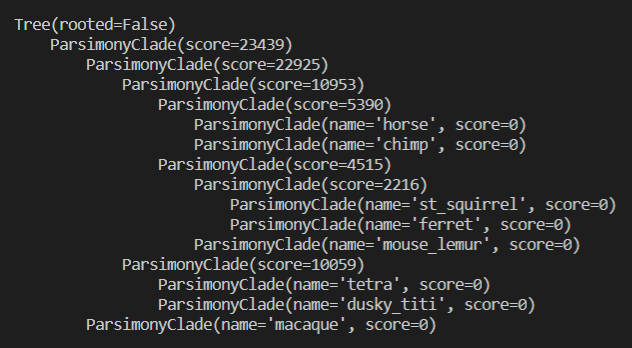 Tree(rooted=False)
    ParsimonyClade(score=23439)
        ParsimonyClade(score=22925)
            ParsimonyClade(score=10953)
                ParsimonyClade(score=5390)
                    ParsimonyClade(name='horse', score=0)
                    ParsimonyClade(name='chimp', score=0)
                ParsimonyClade(score=4515)
                    ParsimonyClade(score=2216)
                        ParsimonyClade(name='st_squirrel', score=0)
                        ParsimonyClade(name='ferret', score=0)
                    ParsimonyClade(name='mouse_lemur', score=0)
            ParsimonyClade(score=10059)
                ParsimonyClade(name='tetra', score=0)
                ParsimonyClade(name='dusky_titi', score=0)
        ParsimonyClade(name='macaque', score=0)